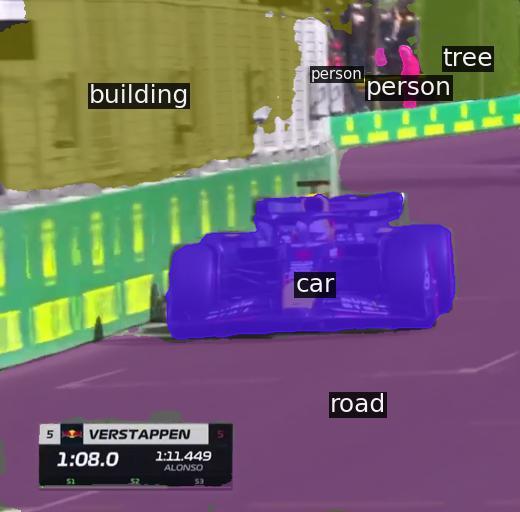 tree
person
person
building
car
road
5 VERSTAPPEN 5
1:08.0 1:11.449
ALONSO
S1 S2 S3